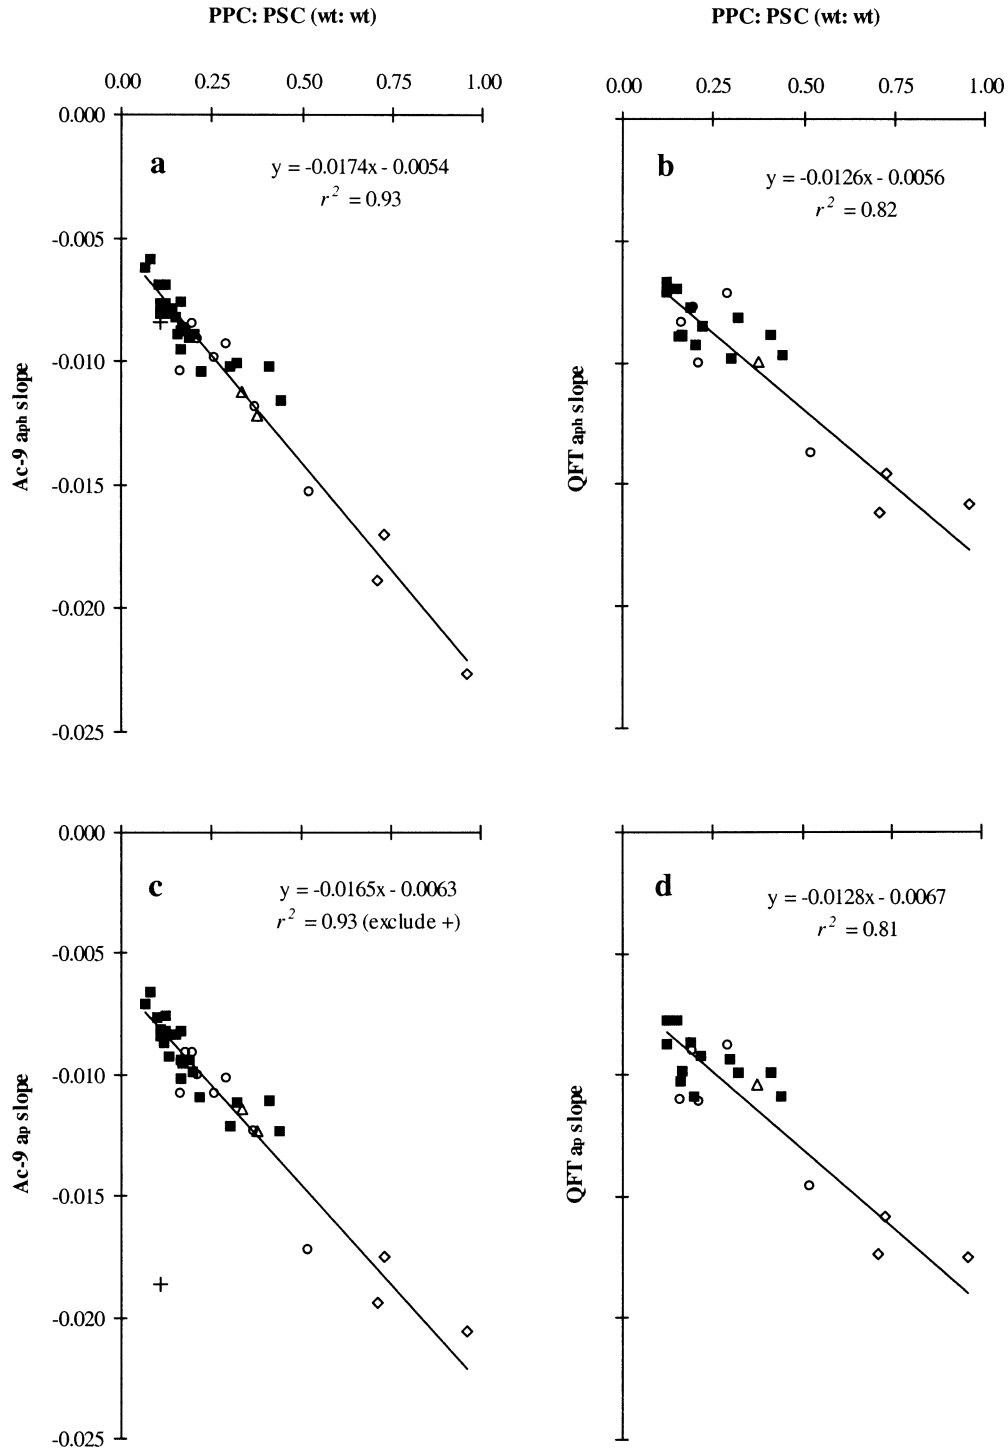 PPC: PSC (wt: wt)
PPC: PSC (wt: wt)
0.00 0.25 0.50 0.75 1.00
0.00 0.25 0.50 0.75 1.00
0.000
-0.005
-0.010
-0.015
-0.020
-0.025
Ac-9 aph slope
a
y = -0.0174x - 0.0054
r² = 0.93
QFT aph slope
b
y = -0.0126x - 0.0056
r² = 0.82
0.000
-0.005
-0.010
-0.015
-0.020
-0.025
Ac-9 ap slope
c
y = -0.0165x - 0.0063
r² = 0.93 (exclude +)
QFT ap slope
d
y = -0.0128x - 0.0067
r² = 0.81